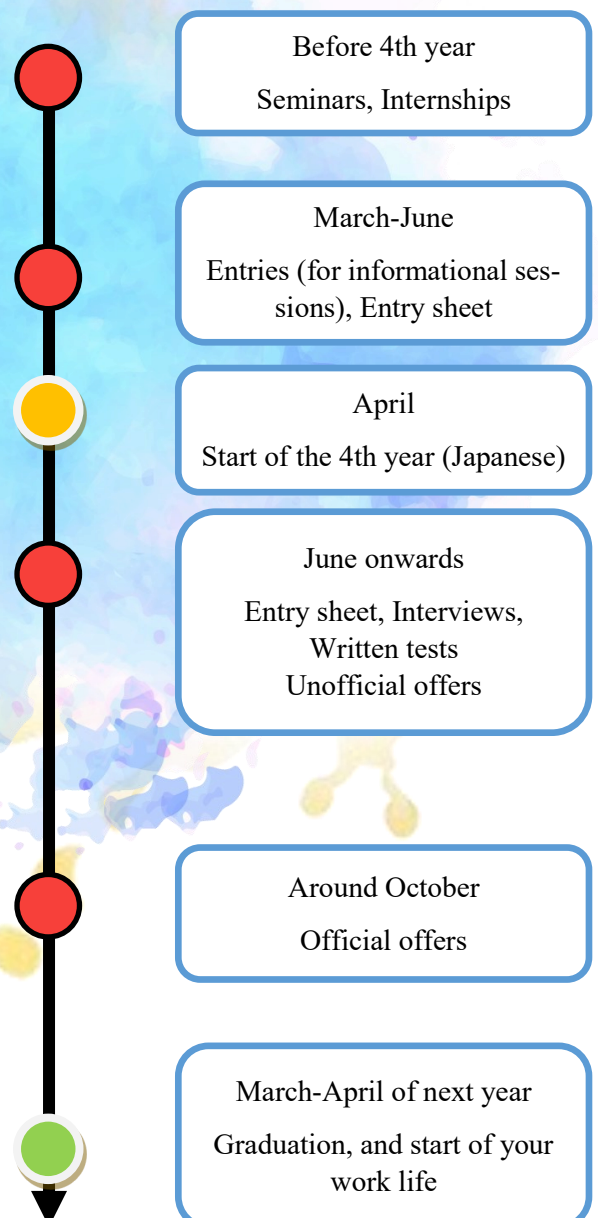 Before 4th year
Seminars, Internships
March-June
Entries (for informational ses-
sions), Entry sheet
April
Start of the 4th year (Japanese)
June onwards
Entry sheet, Interviews,
Written tests
Unofficial offers
Around October
Official offers
March-April of next year
Graduation, and start of your
work life